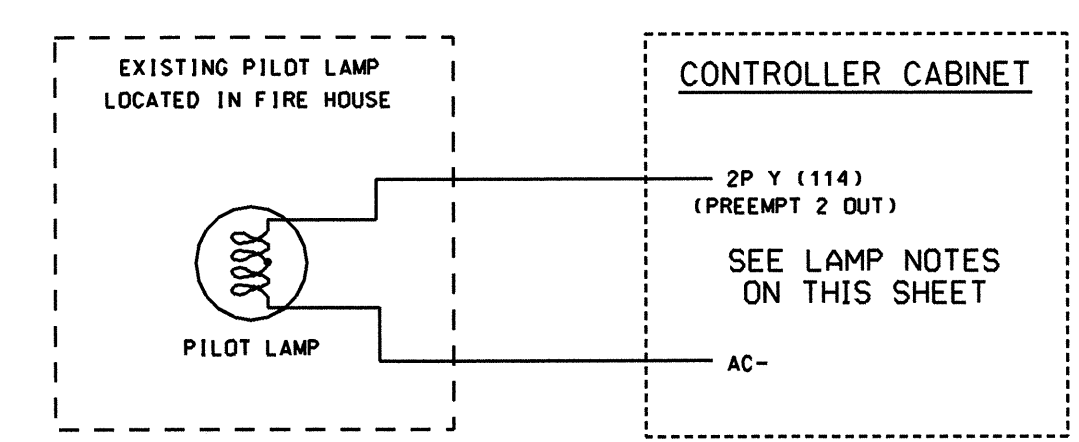 EXISTING PILOT LAMP
LOCATED IN FIRE HOUSE
PILOT LAMP
CONTROLLER CABINET
2P Y (114)
(PREEMPT 2 OUT)
SEE LAMP NOTES
ON THIS SHEET
AC-